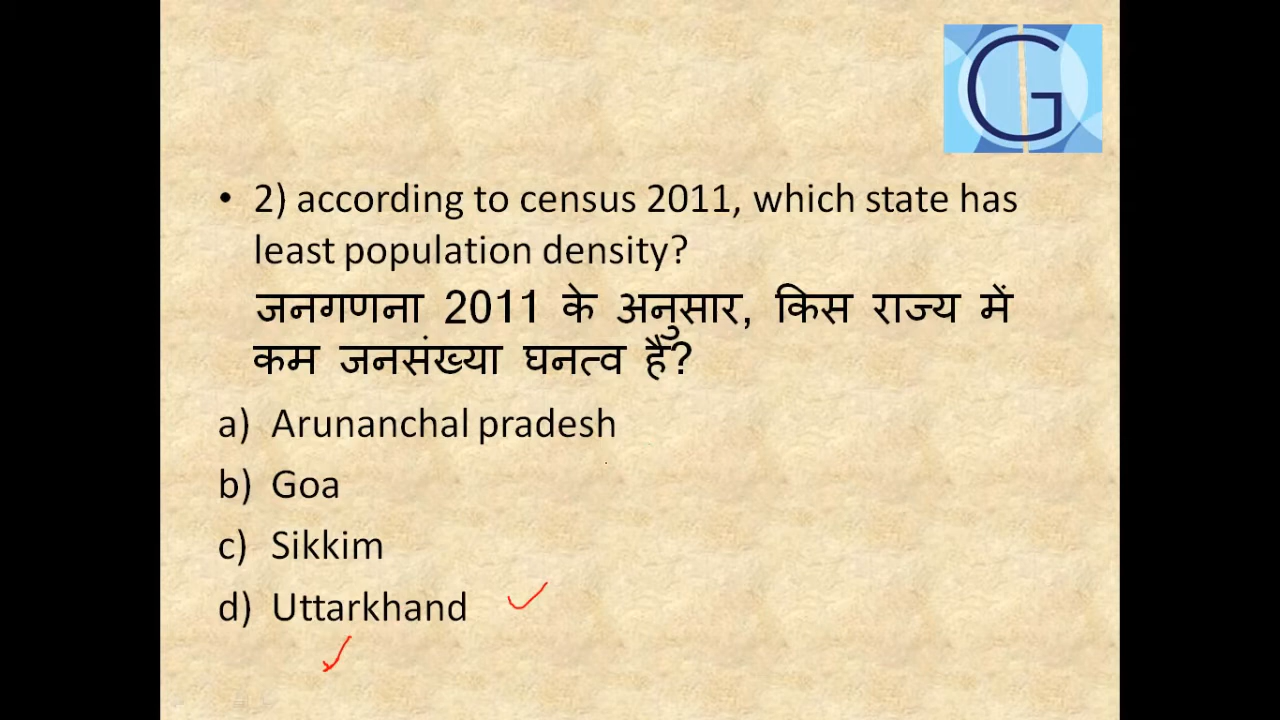 G
• 2) according to census 2011, which state has
least population density?
जनगणना 2011 के अनुसार, किस राज्य में
कम जनसंख्या घनत्व है?
a) Arunanchal pradesh
b) Goa
c) Sikkim
d) Uttarkhand